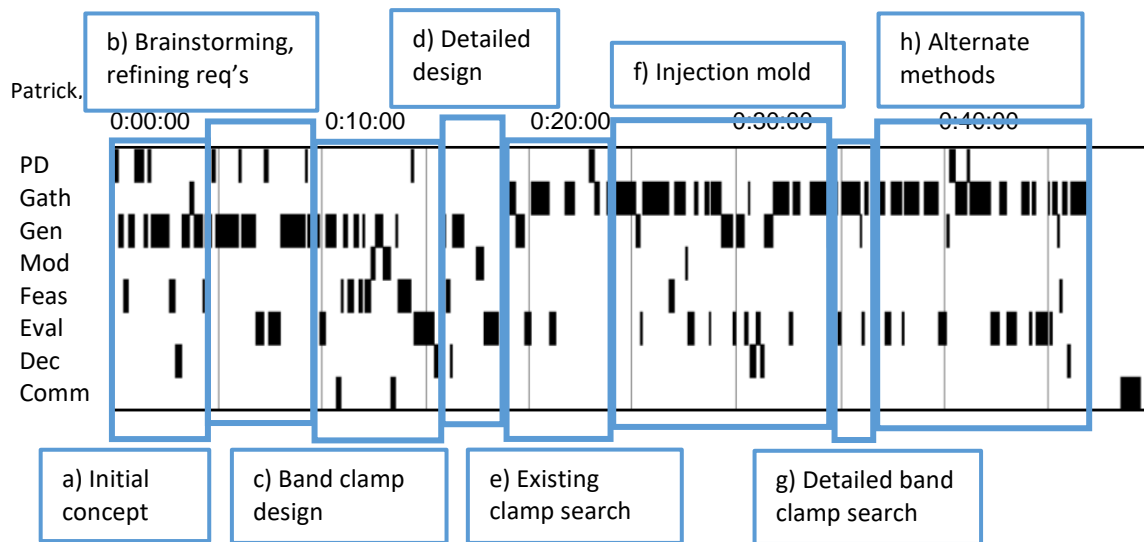 b) Brainstorming,
refining req's
d) Detailed
design
f) Injection mold
h) Alternate
methods
Patrick,
0:00:00 0:10:00 0:20:00 0:30:00 0:40:00
PD
Gath
Gen
Mod
Feas
Eval
Dec
Comm
a) Initial
concept
c) Band clamp
design
e) Existing
clamp search
g) Detailed band
clamp search